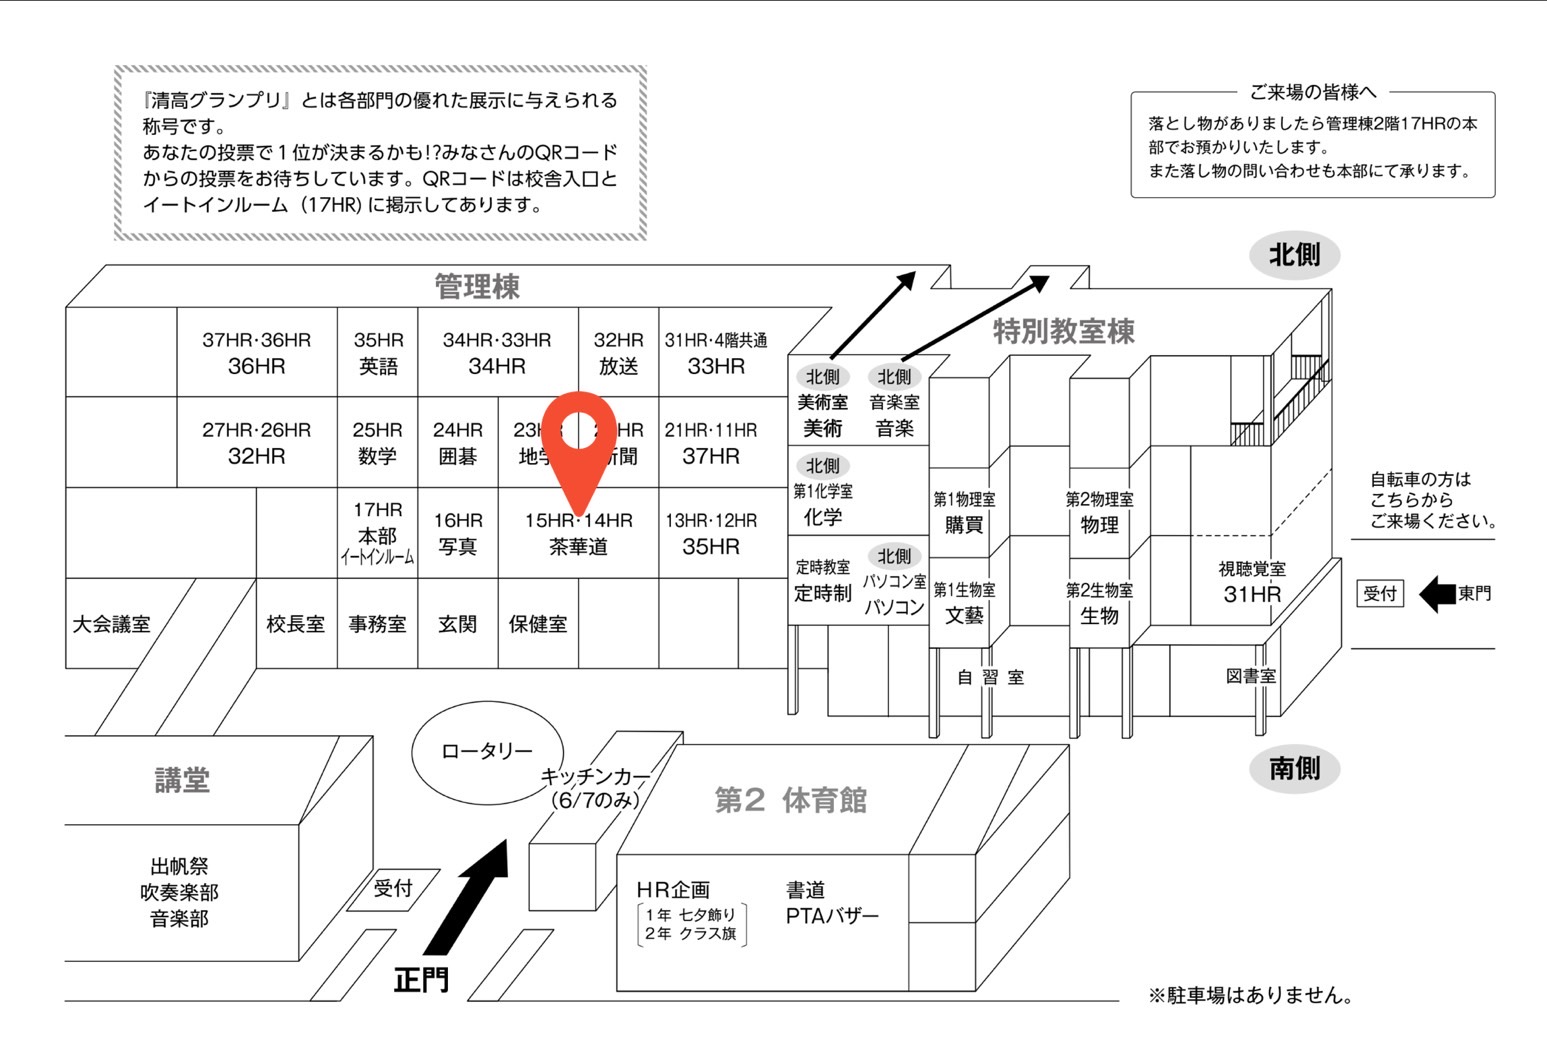 『清高グランプリ』とは各部門の優れた展示に与えられる
称号です。
あなたの投票で1位が決まるかも!?みなさんのQRコード
からの投票をお待ちしています。QRコードは校舎入口と
イートインルーム（17HR)に掲示してあります。
ご来場の皆様へ
落とし物がありましたら管理棟2階17HRの本
部でお預かりいたします。
また落し物の問い合わせも本部にて承ります。
北側
管理棟
特別教室棟
37HR・36HR
36HR
35HR
英語
34HR・33HR
34HR
32HR
放送
31HR・4階共通
33HR
27HR・26HR
32HR
25HR
数学
24HR
囲碁
21HR・11HR
37HR
17HR
本部
イートインルーム
16HR
写真
15HR・14HR
茶華道
13HR・12HR
35HR
大会議室
校長室
事務室
玄関
保健室
北側
美術室
美術
北側
音楽室
音楽
北側
第1化学室
化学
定時教室
定時制
北側
パソコン室
パソコン
第1物理室
購買
第2物理室
物理
第1生物室
文藝
第2生物室
生物
視聴覚室
31HR
自習室
図書室
自転車の方は
こちらから
ご来場ください。
受付
東門
南側
講堂
出帆祭
吹奏楽部
音楽部
ロータリー
キッチンカー
（6/7のみ）
受付
正門
第2 体育館
HR企画
1年 七夕飾り
2年 クラス旗
書道
PTAバザー
※駐車場はありません。